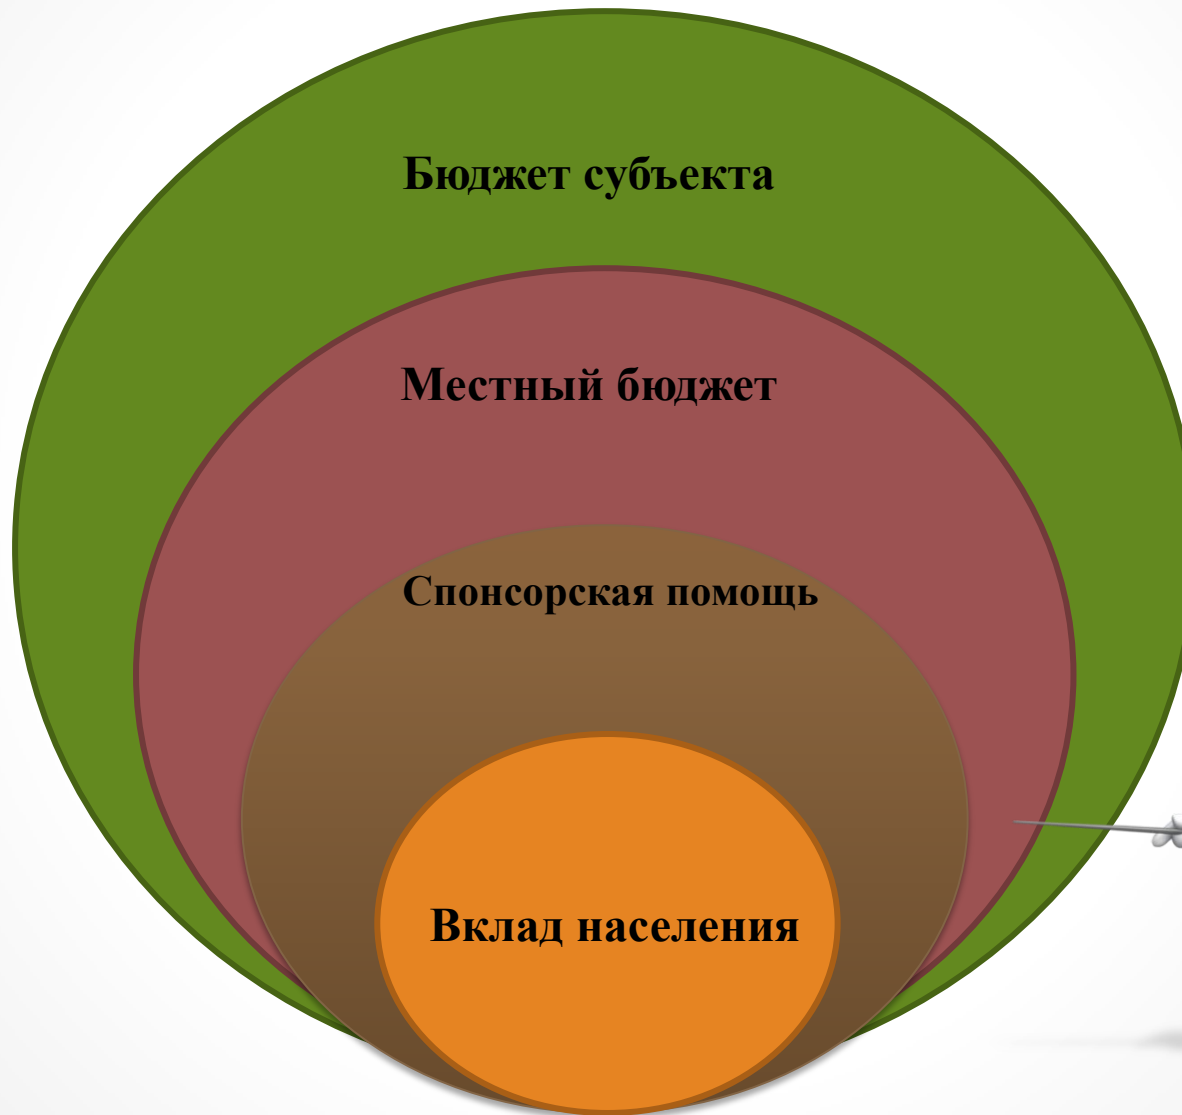 Бюджет субъекта
Местный бюджет
Спонсорская помощь
Вклад населения